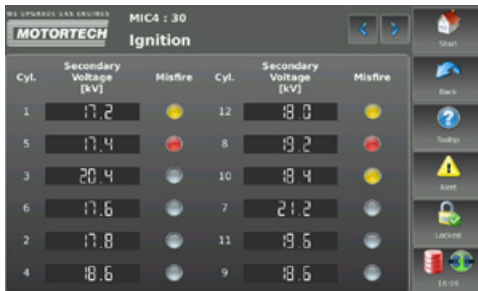 WE UPGRADE GAS ENGINES
MOTORTECH
MIC4 : 30
Ignition
Start
Cyl. Secondary Voltage [kV] Misfire Cyl. Secondary Voltage [kV] Misfire
Back
1 17.2 12 18.0
Tooltip
5 17.4 8 19.2
3 20.4 10 18.4
Alert
6 17.6 7 21.2
2 17.8 11 19.6
Locked
4 18.6 9 18.6
16:36